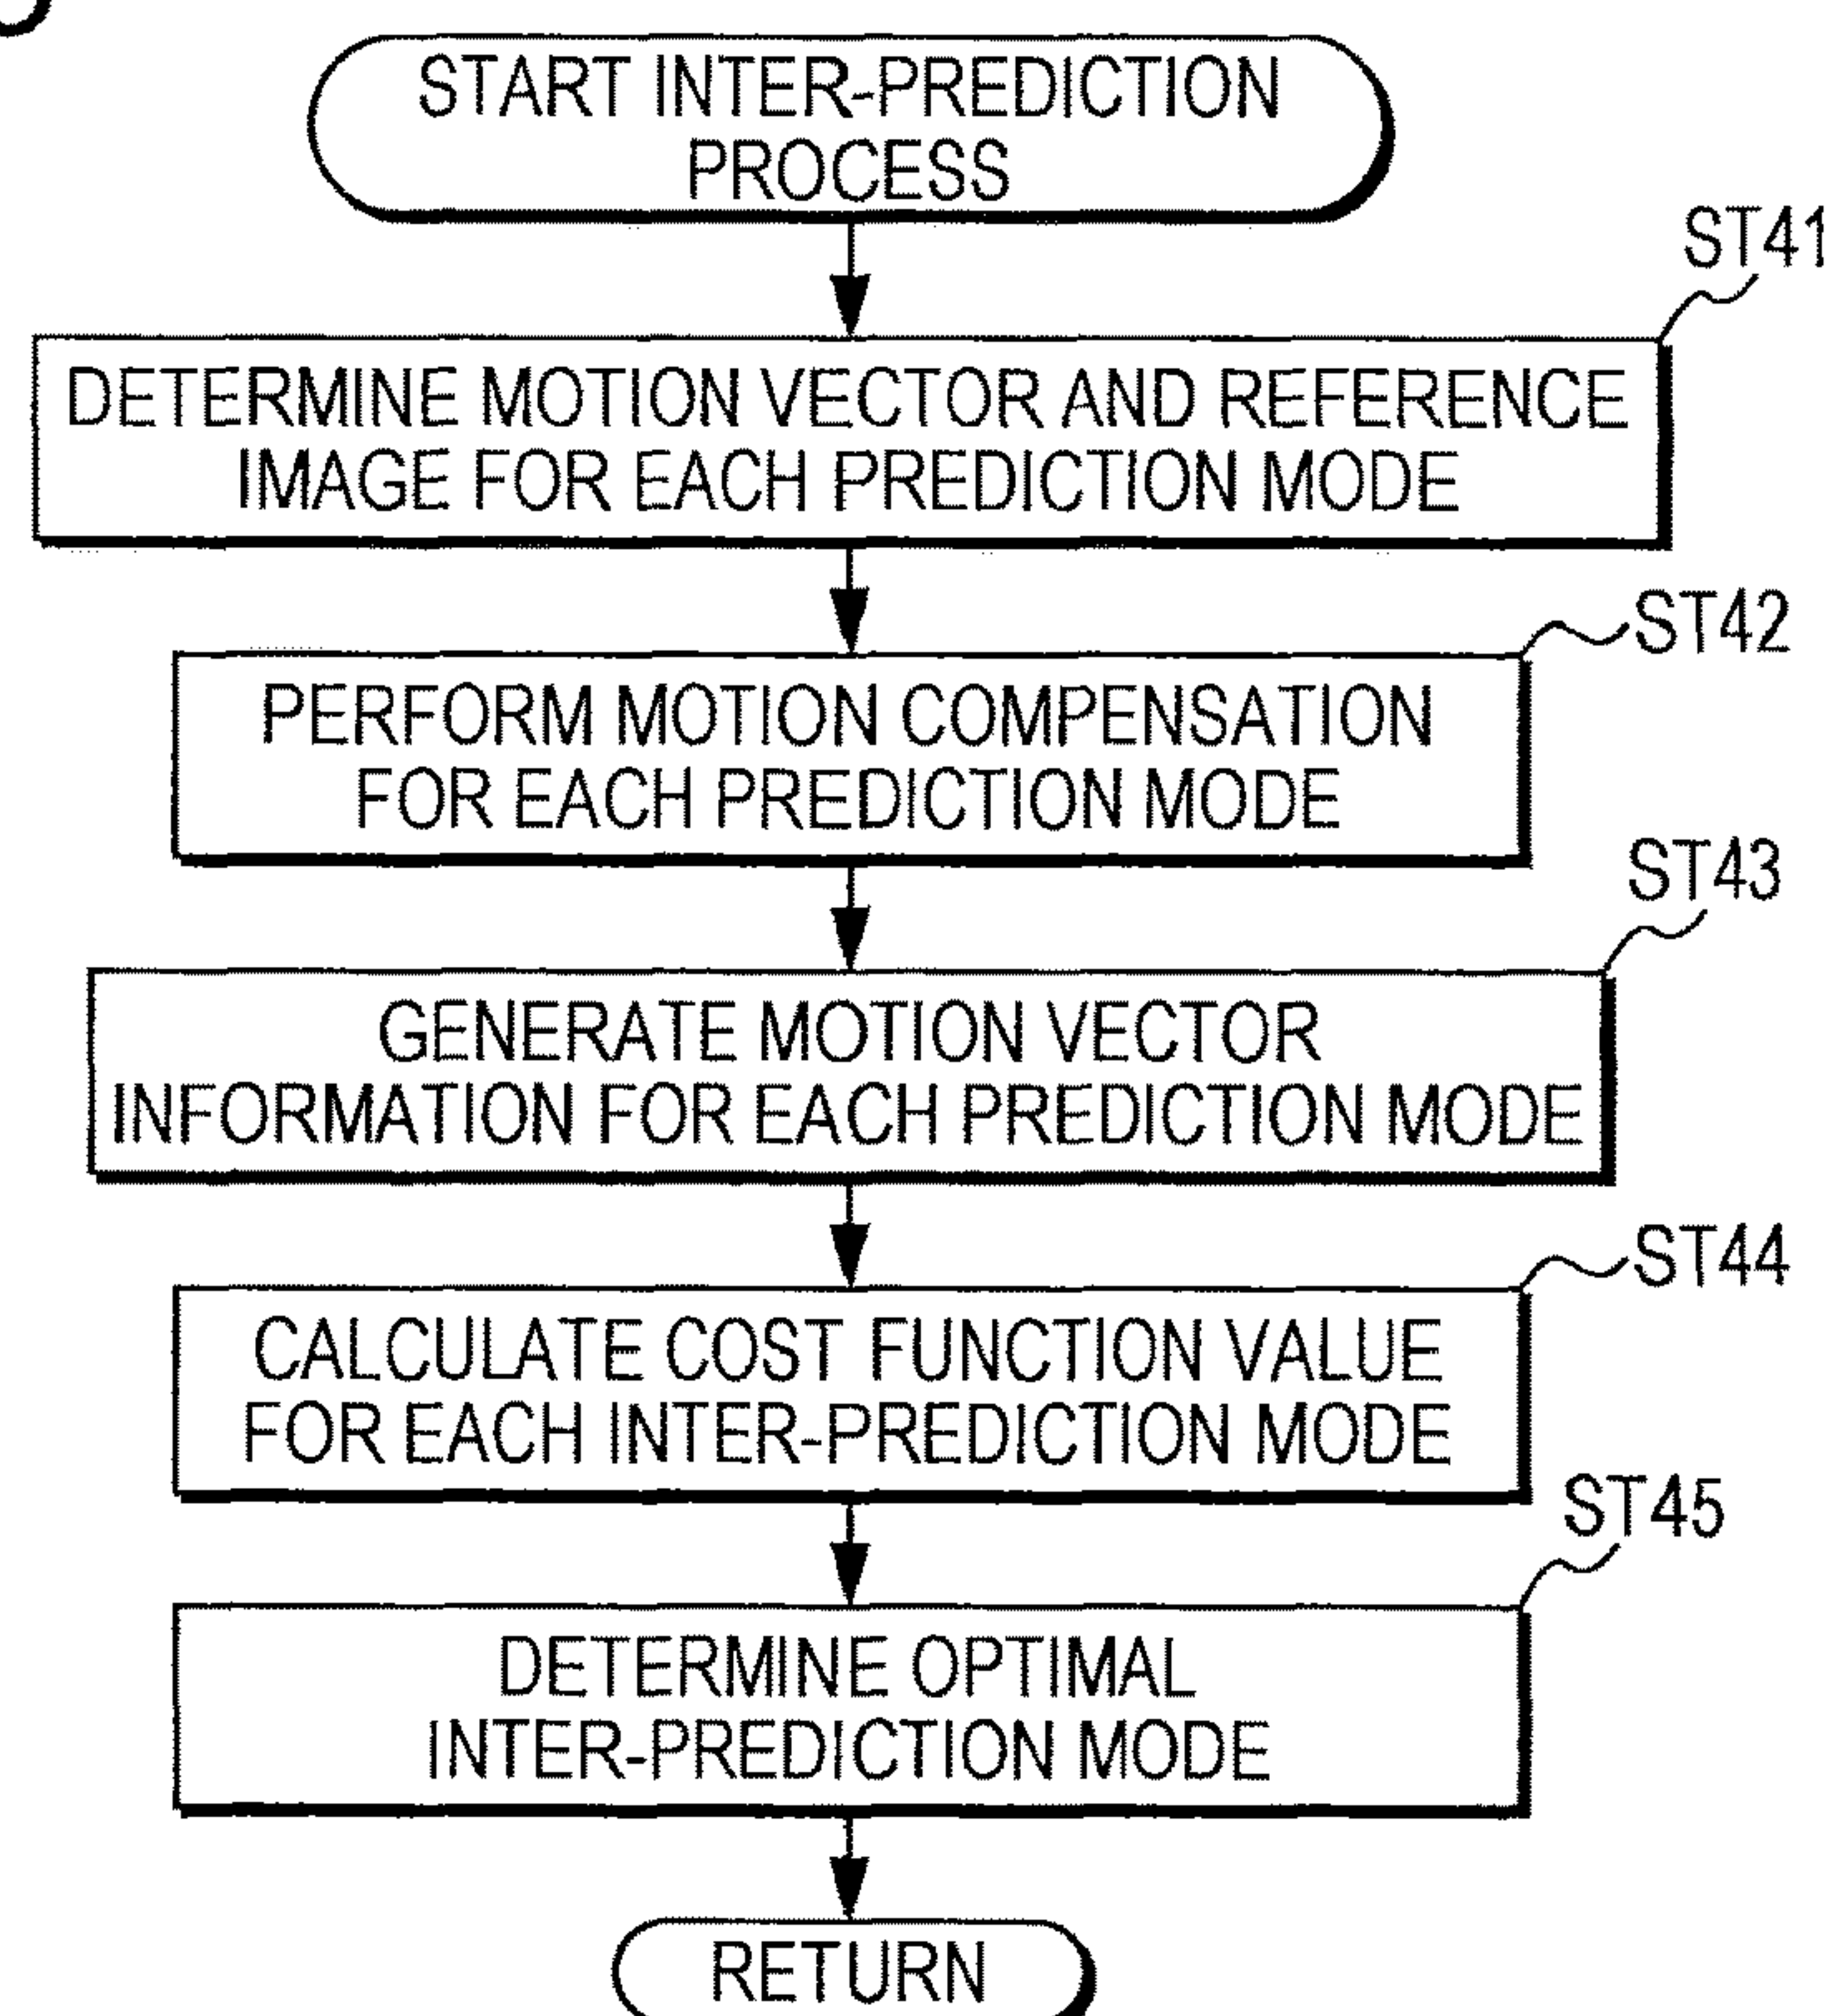 START INTER-PREDICTION
PROCESS
ST41
DETERMINE MOTION VECTOR AND REFERENCE
IMAGE FOR EACH PREDICTION MODE
ST42
PERFORM MOTION COMPENSATION
FOR EACH PREDICTION MODE
ST43
GENERATE MOTION VECTOR
INFORMATION FOR EACH PREDICTION MODE
ST44
CALCULATE COST FUNCTION VALUE
FOR EACH INTER-PREDICTION MODE
ST45
DETERMINE OPTIMAL
INTER-PREDICTION MODE
RETURN